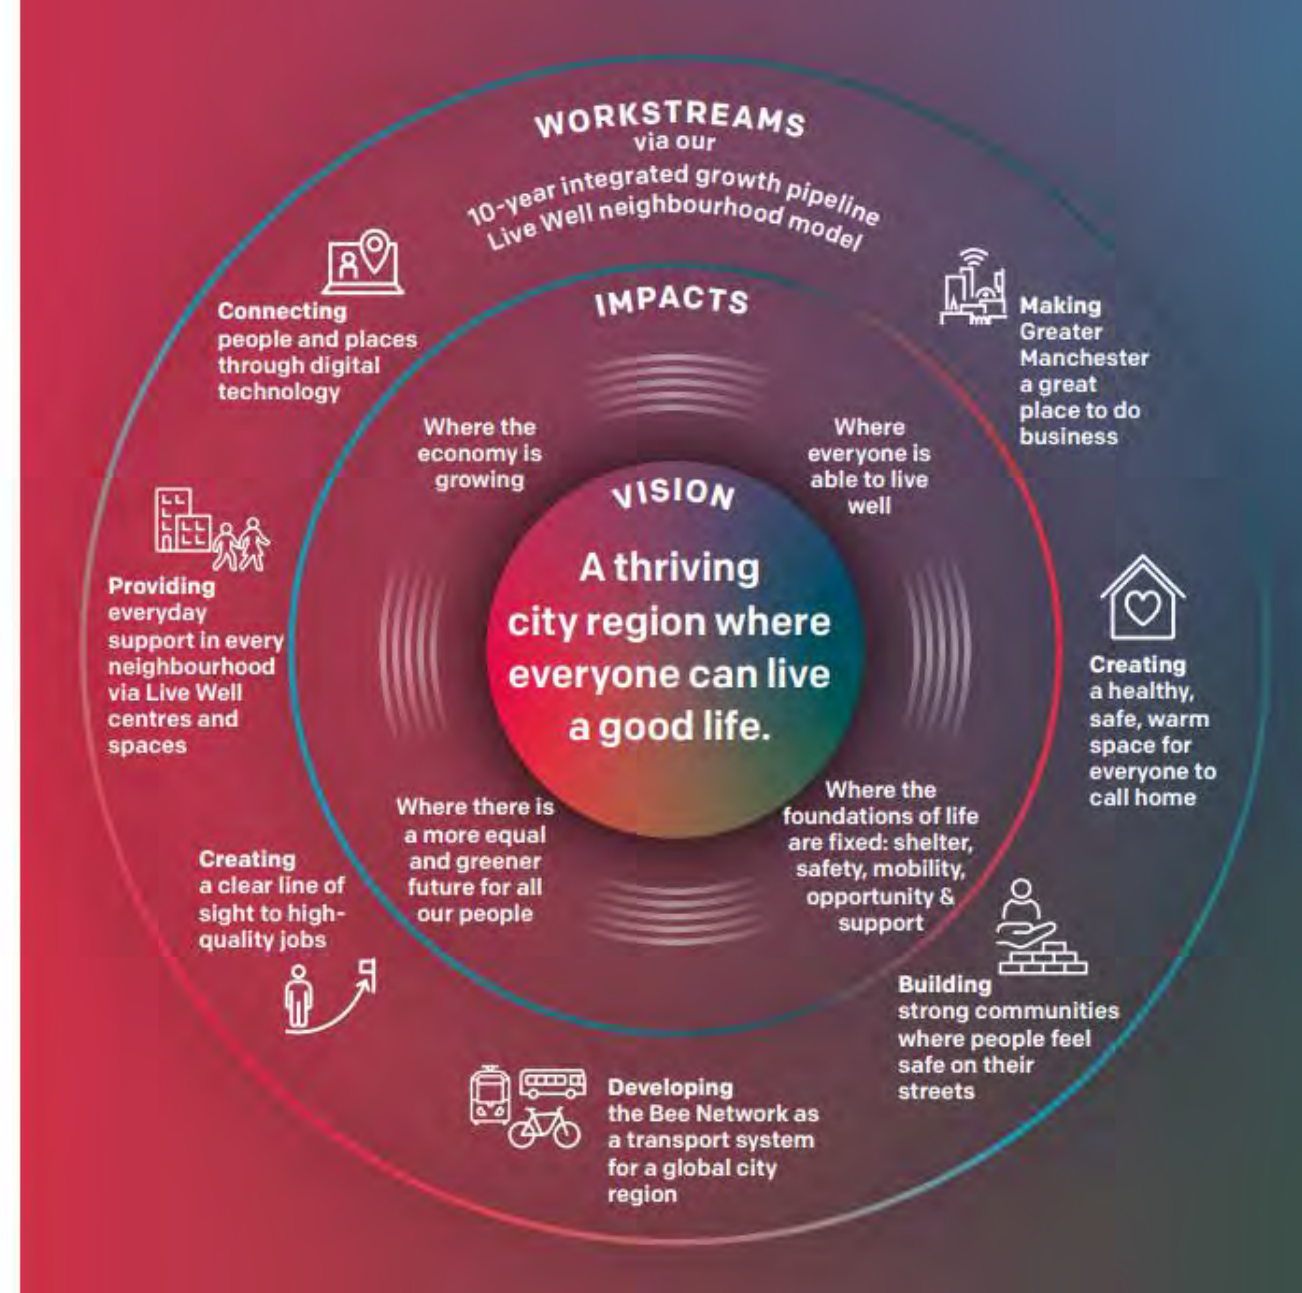 WORKSTREAMS
via our
10-year integrated growth pipeline
Live Well neighbourhood model
Connecting
people and places
through digital
technology
Making
Greater
Manchester
a great
place to do
business
Providing
everyday
support in every
neighbourhood
via Live Well
centres and
spaces
Creating
a healthy,
safe, warm
space for
everyone to
call home
Creating
a clear line of
sight to high-
quality jobs
Building
strong communities
where people feel
safe on their
streets
Developing
the Bee Network as
a transport system
for a global city
region
IMPACTS
Where the
economy is
growing
Where
everyone is
able to live
well
Where there is
a more equal
and greener
future for all
our people
Where the
foundations of life
are fixed: shelter,
safety, mobility,
opportunity &
support
VISION
A thriving
city region where
everyone can live
a good life.